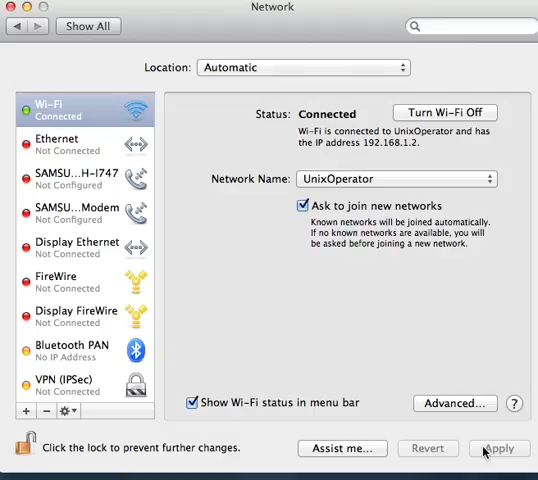 Network
Show All
Location: Automatic
Wi-Fi
Connected
Ethernet
Not Connected
SAMSU...H-I747
Not Configured
SAMSU...Modem
Not Configured
Display Ethernet
Not Connected
FireWire
Not Connected
Display FireWire
Not Connected
Bluetooth PAN
No IP Address
VPN (IPSec)
Not Connected
Status: Connected
Turn Wi-Fi Off
Wi-Fi is connected to UnixOperator and has
the IP address 192.168.1.2.
Network Name: UnixOperator
Ask to join new networks
Known networks will be joined automatically.
If no known networks are available, you will
be asked before joining a new network.
Show Wi-Fi status in menu bar
Advanced...
?
Click the lock to prevent further changes.
Assist me...
Revert
Apply